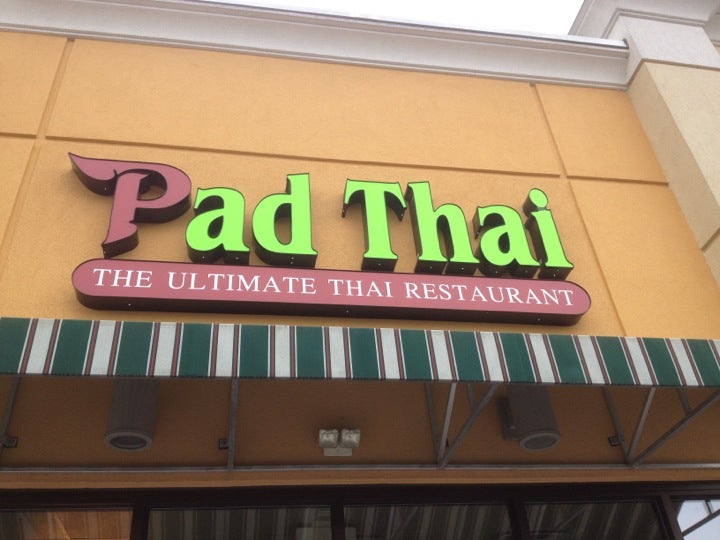 Pad Thai
THE ULTIMATE THAI RESTAURANT